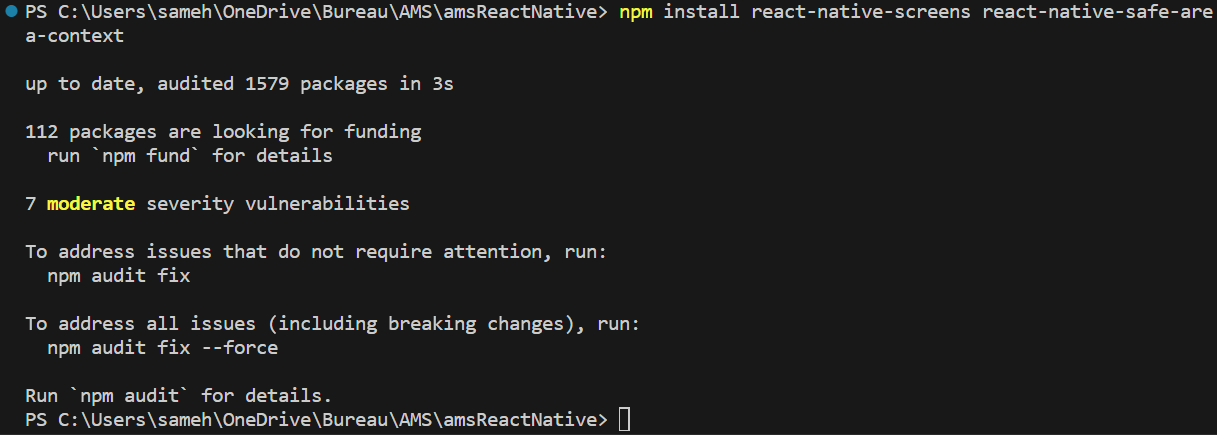 PS C:\Users\sameh\OneDrive\Bureau\AMS\amsReactNative> npm install react-native-screens react-native-safe-are
a-context
up to date, audited 1579 packages in 3s
112 packages are looking for funding
  run `npm fund` for details
7 moderate severity vulnerabilities
To address issues that do not require attention, run:
  npm audit fix
To address all issues (including breaking changes), run:
  npm audit fix --force
Run `npm audit` for details.
PS C:\Users\sameh\OneDrive\Bureau\AMS\amsReactNative>